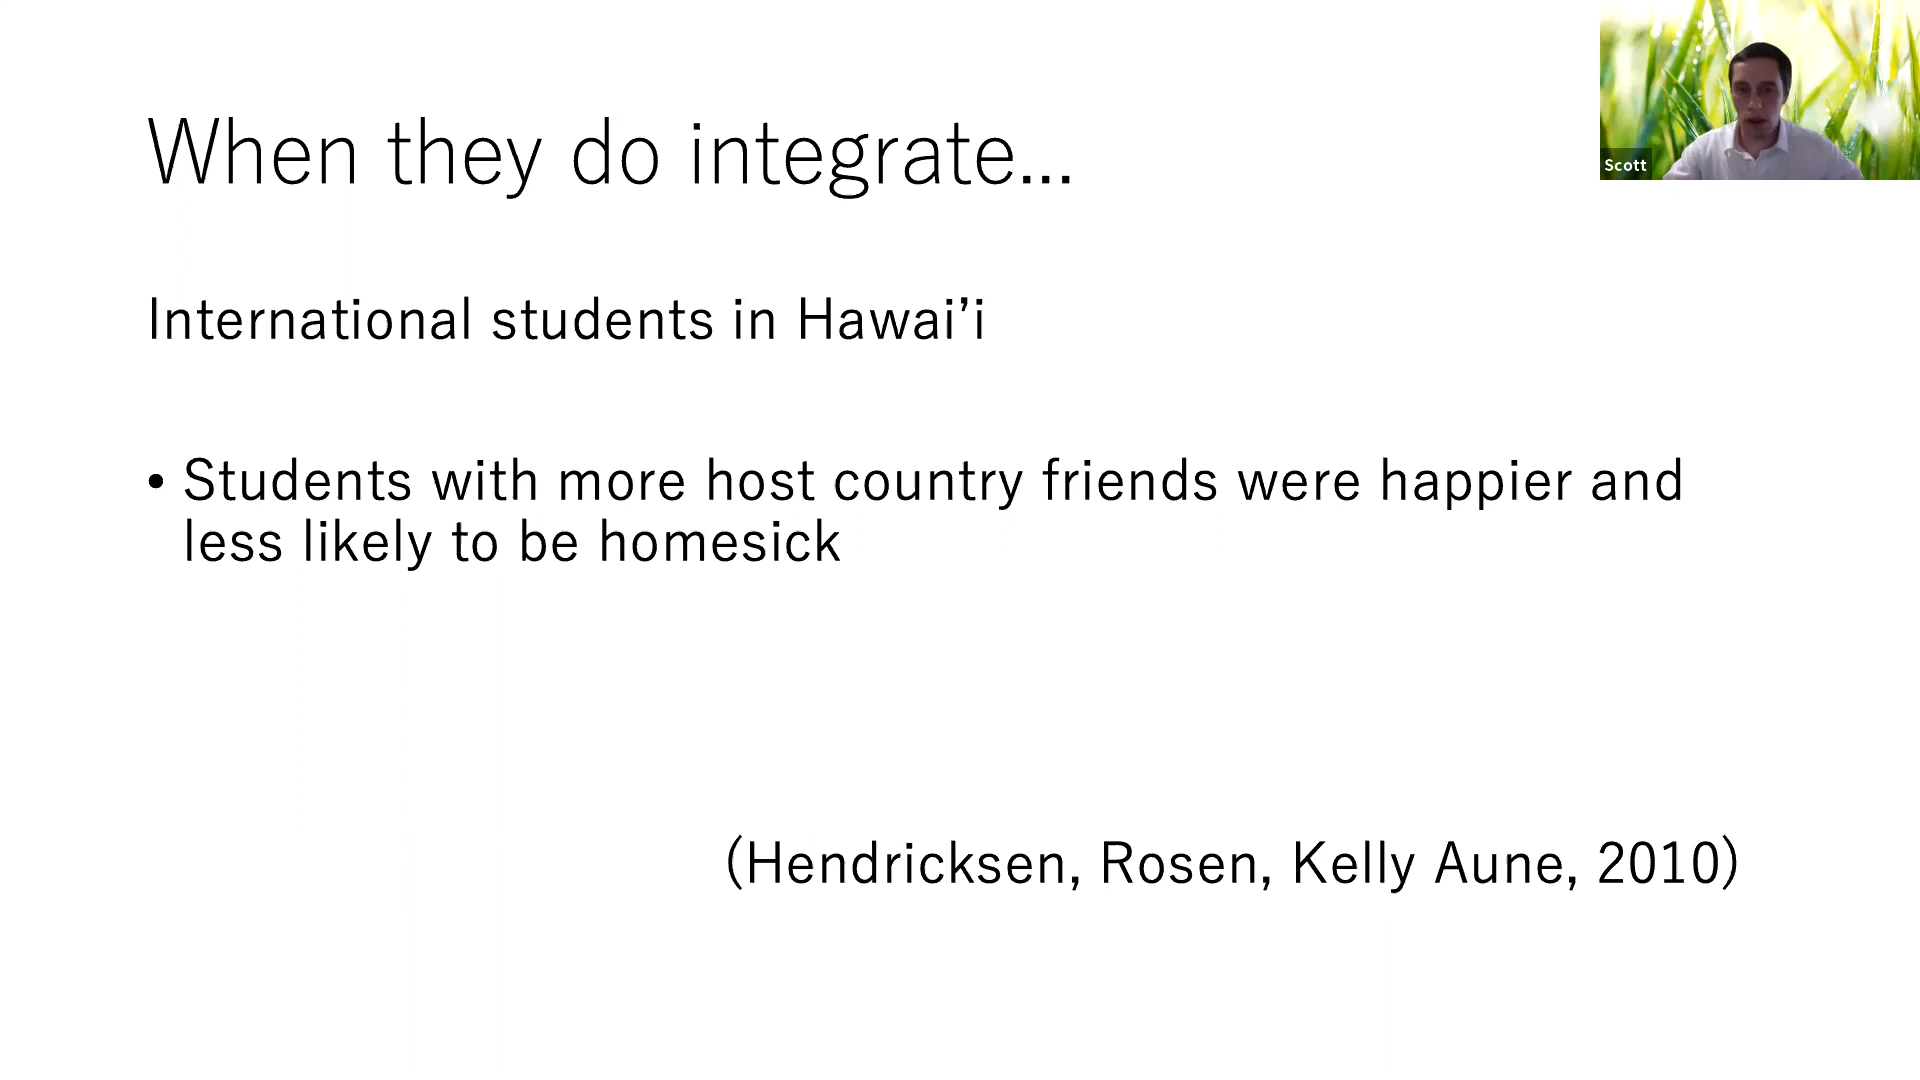 When they do integrate...
Scott
International students in Hawai’i
• Students with more host country friends were happier and
less likely to be homesick
(Hendricksen, Rosen, Kelly Aune, 2010)